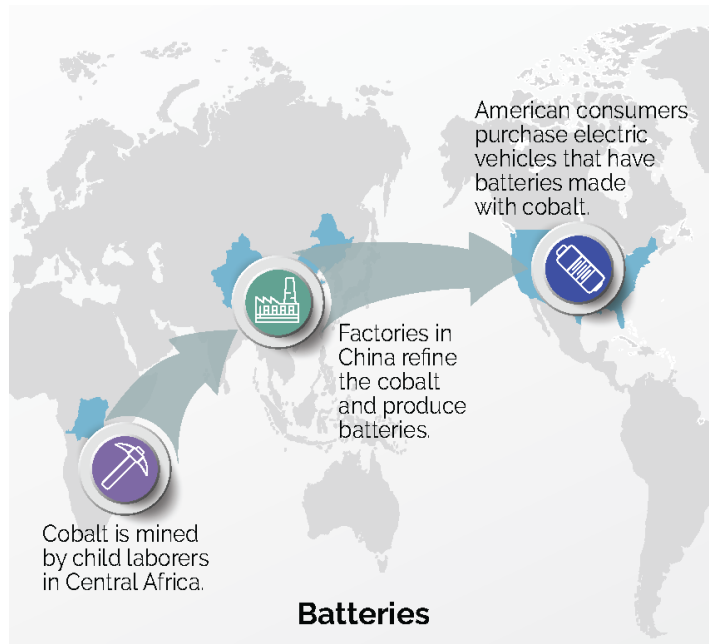 American consumers
purchase electric
vehicles that have
batteries made
with cobalt.
Factories in
China refine
the cobalt
and produce
batteries.
Cobalt is mined
by child laborers
in Central Africa.
Batteries